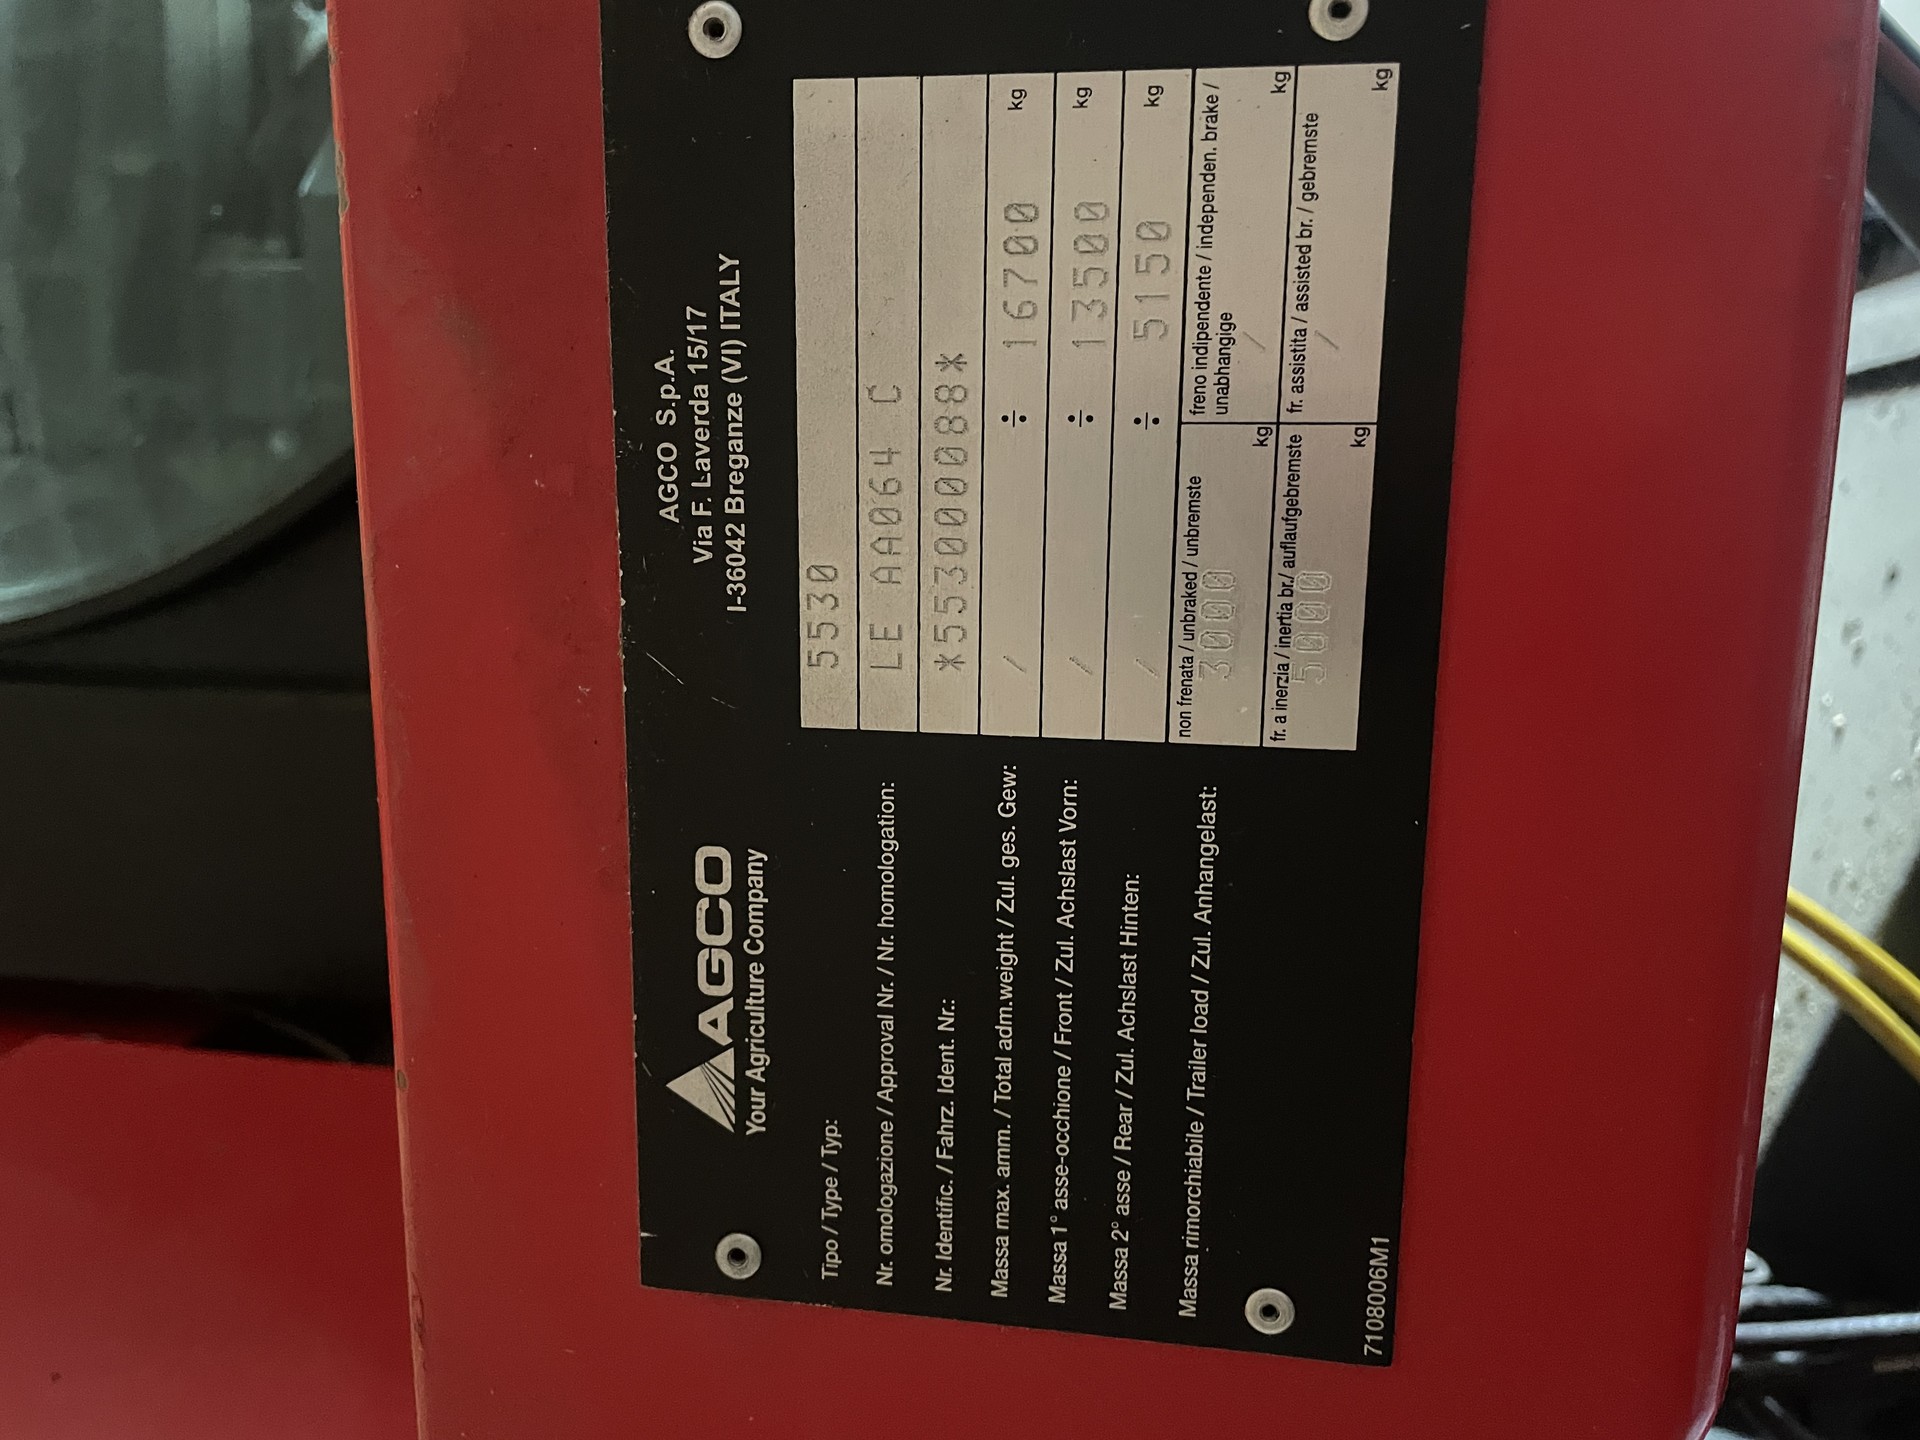 AGCO
Your Agriculture Company
AGCO S.p.A.
Via F. Laverda 15/17
I-36042 Breganze (VI) ITALY
Tipo / Type / Typ: 5530
Nr. omologazione / Approval Nr. / Nr. homologation: LE AA064 C
Nr. Identific. / Fahrz. Ident. Nr.: *553000088*
Massa max. amm. / Total adm.weight / Zul. ges. Gew: / ÷ 16700 kg
Massa 1° asse-occhione / Front / Zul. Achslast Vorn: / ÷ 13500 kg
Massa 2° asse / Rear / Zul. Achslast Hinten: / ÷ 5150 kg
Massa rimorchiabile / Trailer load / Zul. Anhangelast:
non frenata / unbraked / unbremste
3000 kg
freno indipendente / independen. brake /
unabhangige
/ kg
fr. a inerzia / inertia br./ auflaufgebremste
5000 kg
fr. assistita / assisted br. / gebremste
/ kg
7108006M1